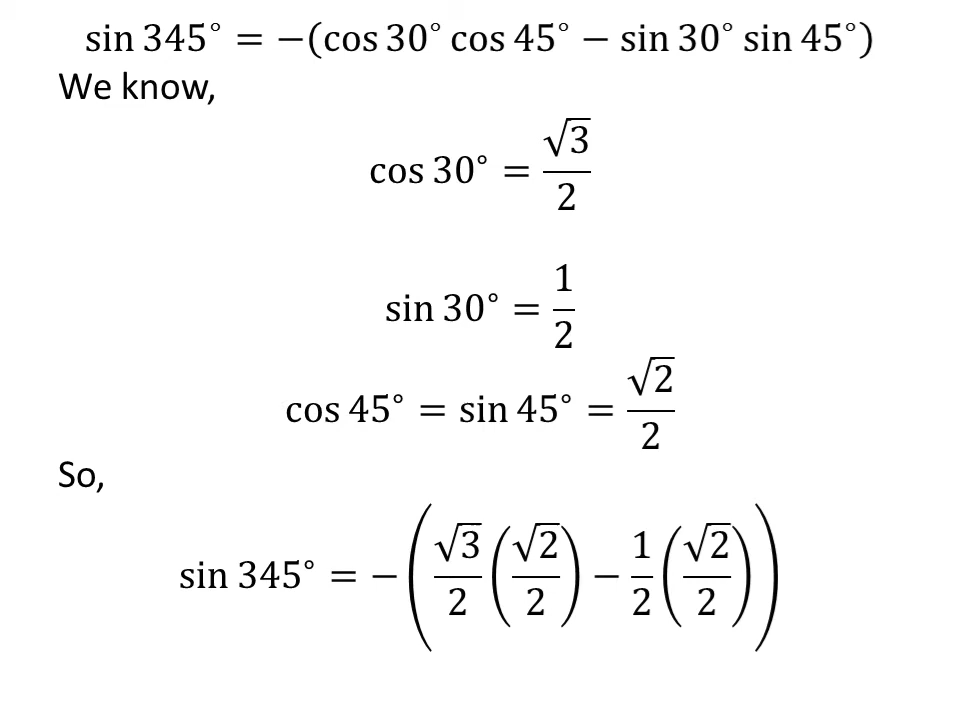 sin 345° = −(cos 30° cos 45° − sin 30° sin 45°)
We know,
cos 30° = √3/2
sin 30° = 1/2
cos 45° = sin 45° = √2/2
So,
sin 345° = −(√3/2 (√2/2) − 1/2 (√2/2))